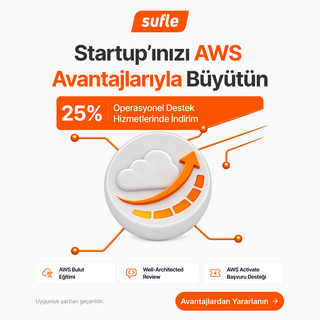 sufle
Startup'ınızı AWS
Avantajlarıyla Büyütün
25%
Operasyonel Destek
Hizmetlerinde İndirim
AWS Bulut
Eğitimi
Well-Architected
Review
AWS Activate
Başvuru Desteği
Uygunluk şartları geçerlidir.
Avantajlardan Yararlanın →